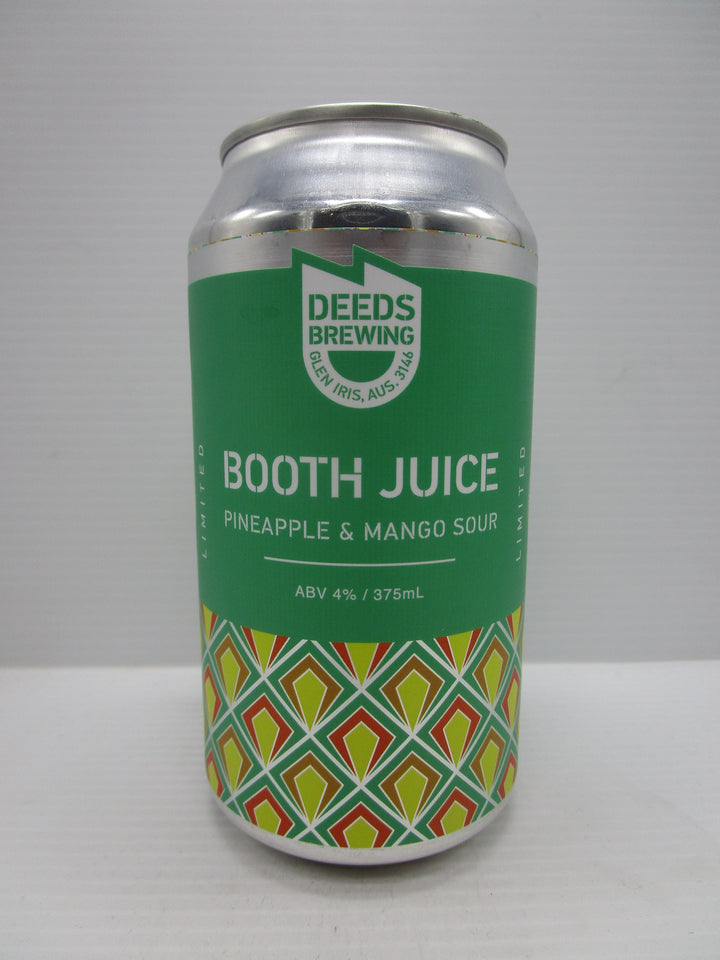 DEEDS
BREWING
GLEN IRIS, AUS. 3146
BOOTH JUICE
PINEAPPLE & MANGO SOUR
ABV 4% / 375mL
LIMITED
LIMITED